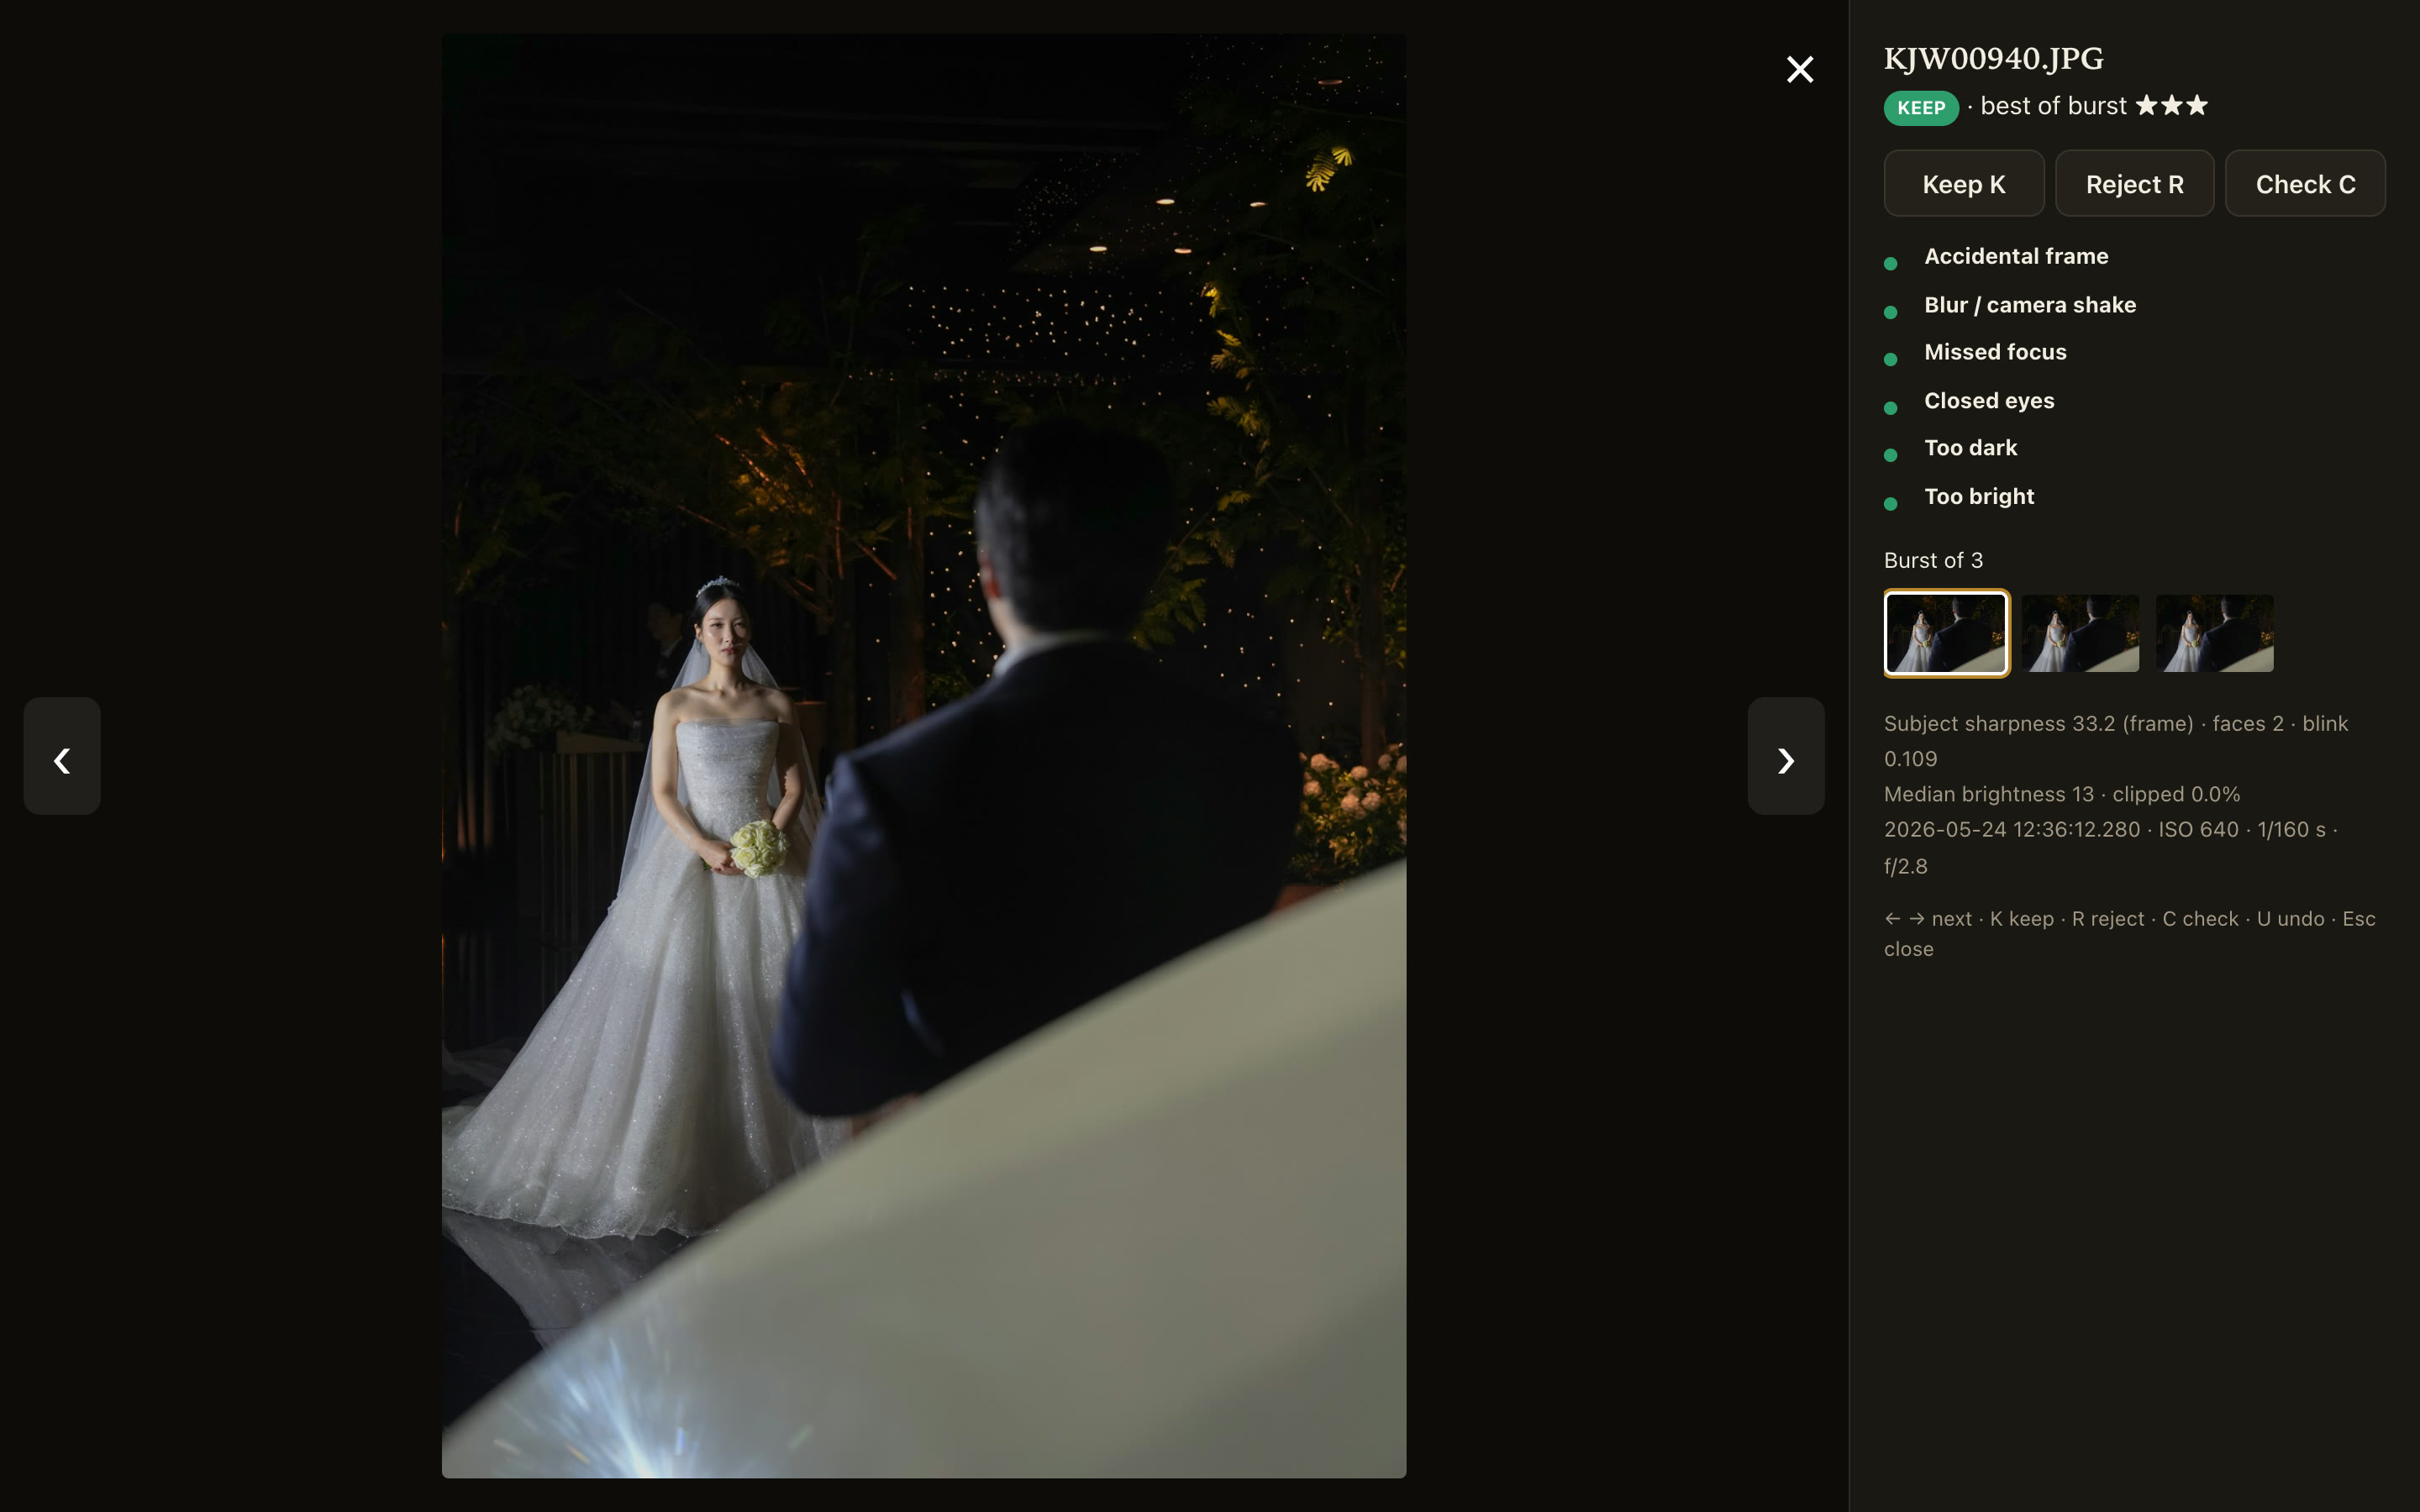 KJW00940.JPG
KEEP · best of burst ★★★
Keep K
Reject R
Check C
Accidental frame
Blur / camera shake
Missed focus
Closed eyes
Too dark
Too bright
Burst of 3
Subject sharpness 33.2 (frame) · faces 2 · blink
0.109
Median brightness 13 · clipped 0.0%
2026-05-24 12:36:12.280 · ISO 640 · 1/160 s ·
f/2.8
← → next · K keep · R reject · C check · U undo · Esc
close